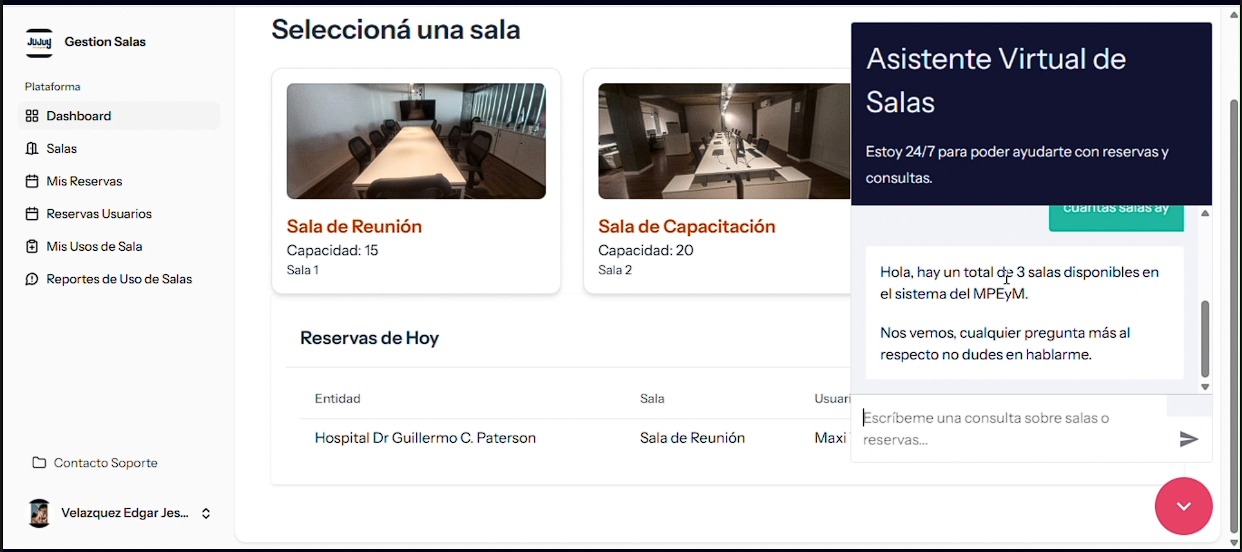 JUJUY
Gestion Salas
Plataforma
Dashboard
Salas
Mis Reservas
Reservas Usuarios
Mis Usos de Sala
Reportes de Uso de Salas
Contacto Soporte
Velazquez Edgar Jes...
Seleccioná una sala
Sala de Reunión
Capacidad: 15
Sala 1
Sala de Capacitación
Capacidad: 20
Sala 2
Reservas de Hoy
Entidad
Sala
Usuari
Hospital Dr Guillermo C. Paterson
Sala de Reunión
Maxi
Asistente Virtual de
Salas
Estoy 24/7 para poder ayudarte con reservas y
consultas.
cuantas salas ay
Hola, hay un total de 3 salas disponibles en
el sistema del MPEyM.
Nos vemos, cualquier pregunta más al
respecto no dudes en hablarme.
Escríbeme una consulta sobre salas o
reservas...